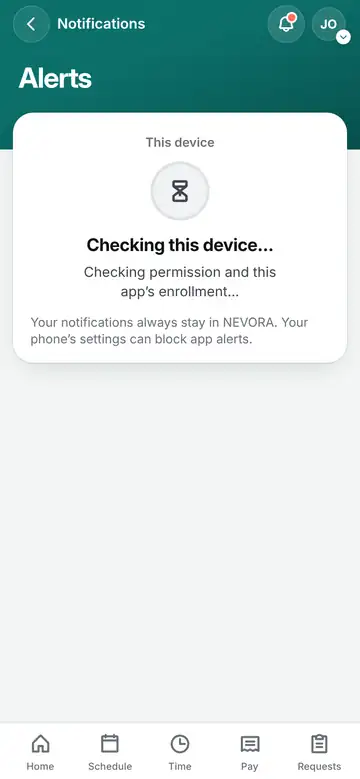 Notifications
JO
Alerts
This device
Checking this device...
Checking permission and this
app’s enrollment...
Your notifications always stay in NEVORA. Your
phone’s settings can block app alerts.
Home
Schedule
Time
Pay
Requests